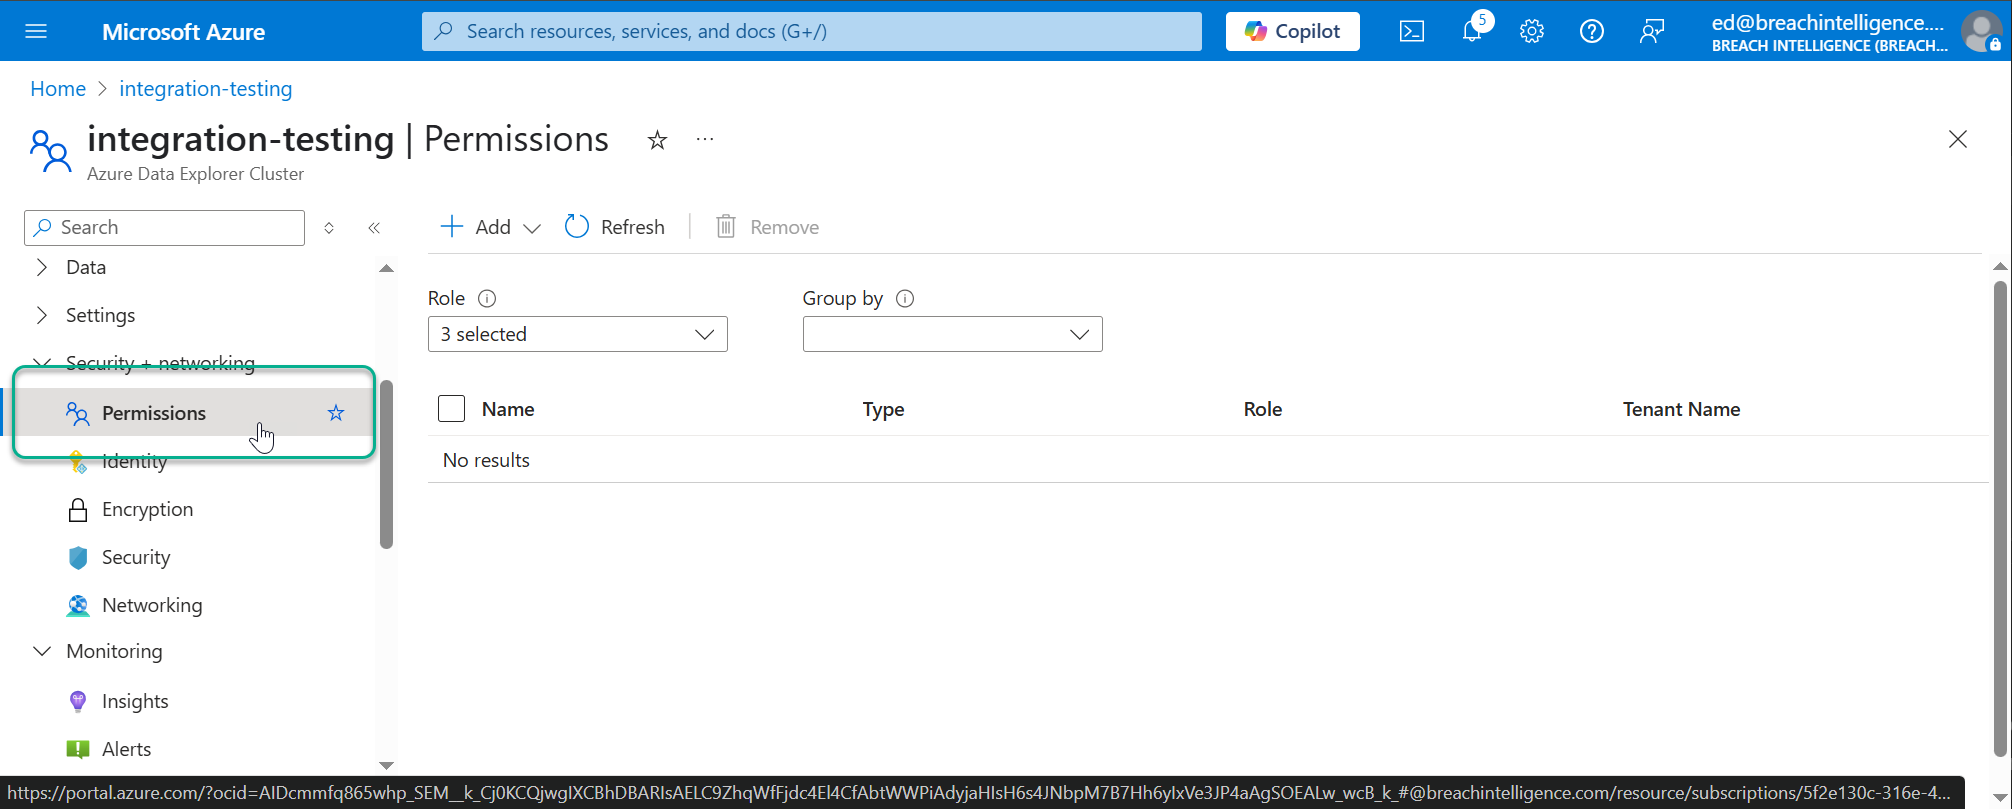 Microsoft Azure
Search resources, services, and docs (G+/)
Copilot
5
ed@breachintelligence....
BREACH INTELLIGENCE (BREACH...
Home > integration-testing
integration-testing | Permissions
Azure Data Explorer Cluster
Search
Data
Settings
Security + networking
Permissions
Identity
Encryption
Security
Networking
Monitoring
Insights
Alerts
Add
Refresh
Remove
Role
3 selected
Group by
Name Type Role Tenant Name
No results
https://portal.azure.com/?ocid=AIDcmmfq865whp_SEM__k_Cj0KCQjwgIXCBhDBARIsAELC9ZhqWfFjdc4El4CfAbtWWPiAdyjaHIsH6s4JNbpM7B7Hh6yIxVe3JP4aAgSOEALw_wcB_k_#@breachintelligence.com/resource/subscriptions/5f2e130c-316e-4...